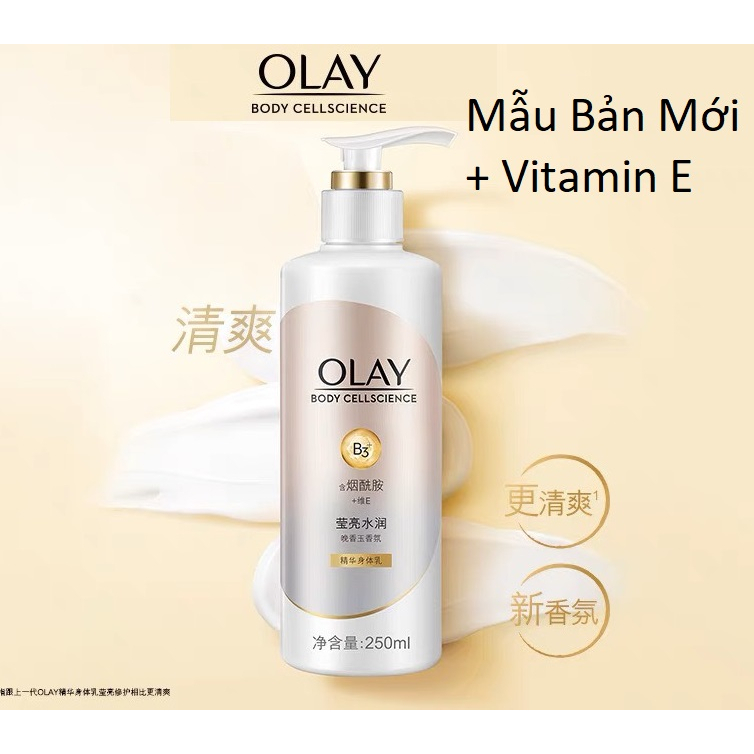 OLAY
BODY CELLSCIENCE
Mẫu Bản Mới
+ Vitamin E
清爽
OLAY
BODY CELLSCIENCE
B3+
含烟酰胺
+维E
莹亮水润
晚香玉香氛
精华身体乳
净含量:250ml
更清爽1
新香氛
指跟上一代OLAY精华身体乳莹亮修护相比更清爽